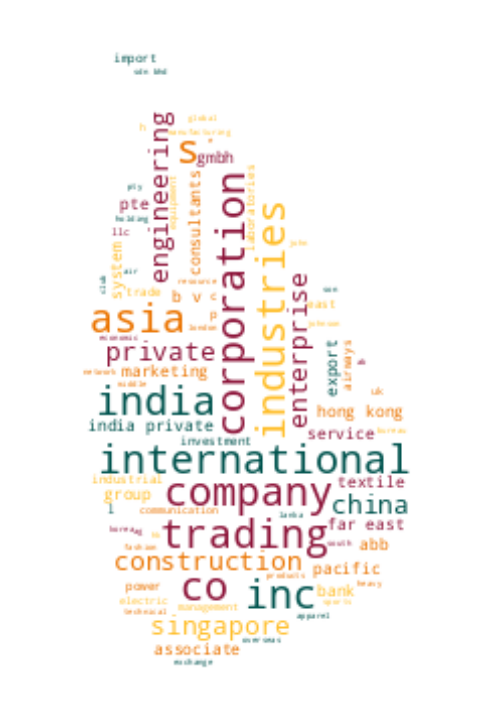 import
sdn bhd
global
h
manufacturing
engineering
s
gmbh
corporation
laboratories
consultants
equipment
pty
pte
holding
llc
industries
john
system
air
club
resource
trade
b v c
son
east
enterprise
p
asia
london
johnson
economic
private
export
airways
network
marketing
middle
uk
india
hong kong
india private
service
bureau
investment
international
industrial
company
textile
group
l
communication
lanka
china
trading
far east
korea
south
abb
fashion
construction
pacific
products
power
co
inc
heavy
bank
electric
management
sports
technical
apparel
singapore
overseas
associate
exchange